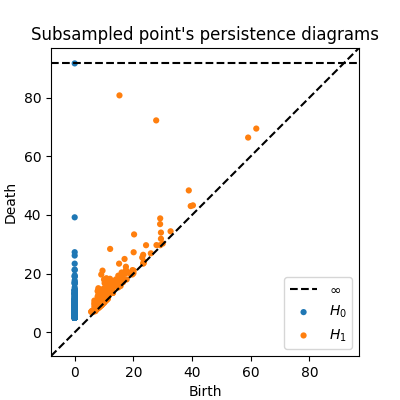 Subsampled point's persistence diagrams
Death
80
60
40
20
0
0 20 40 60 80
Birth
∞
H₀
H₁